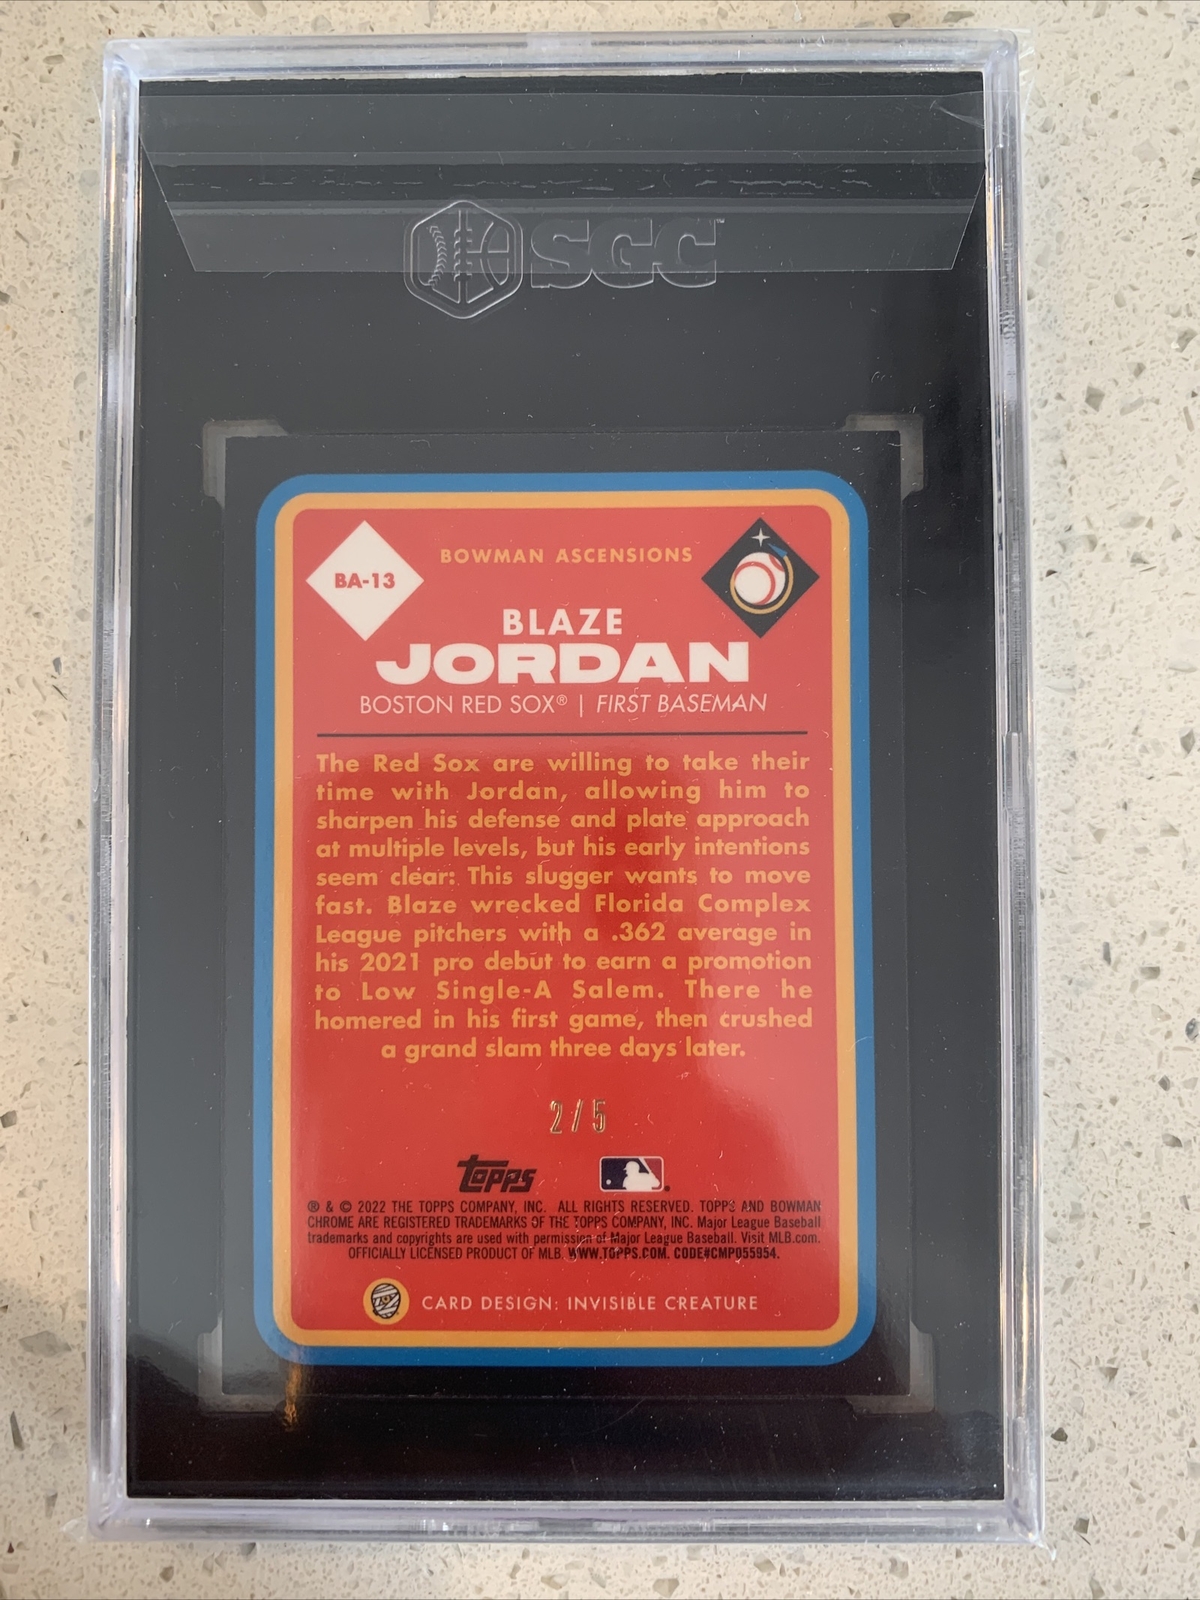 SGC™
BA-13
BOWMAN ASCENSIONS
BLAZE
JORDAN
BOSTON RED SOX® | FIRST BASEMAN
The Red Sox are willing to take their
time with Jordan, allowing him to
sharpen his defense and plate approach
at multiple levels, but his early intentions
seem clear: This slugger wants to move
fast. Blaze wrecked Florida Complex
League pitchers with a .362 average in
his 2021 pro debut to earn a promotion
to Low Single-A Salem. There he
homered in his first game, then crushed
a grand slam three days later.
2/5
topps
® & © 2022 THE TOPPS COMPANY, INC. ALL RIGHTS RESERVED. TOPPS AND BOWMAN
CHROME ARE REGISTERED TRADEMARKS OF THE TOPPS COMPANY, INC. Major League Baseball
trademarks and copyrights are used with permission of Major League Baseball. Visit MLB.com.
OFFICIALLY LICENSED PRODUCT OF MLB. WWW.TOPPS.COM. CODE#CMP055954.
CARD DESIGN: INVISIBLE CREATURE